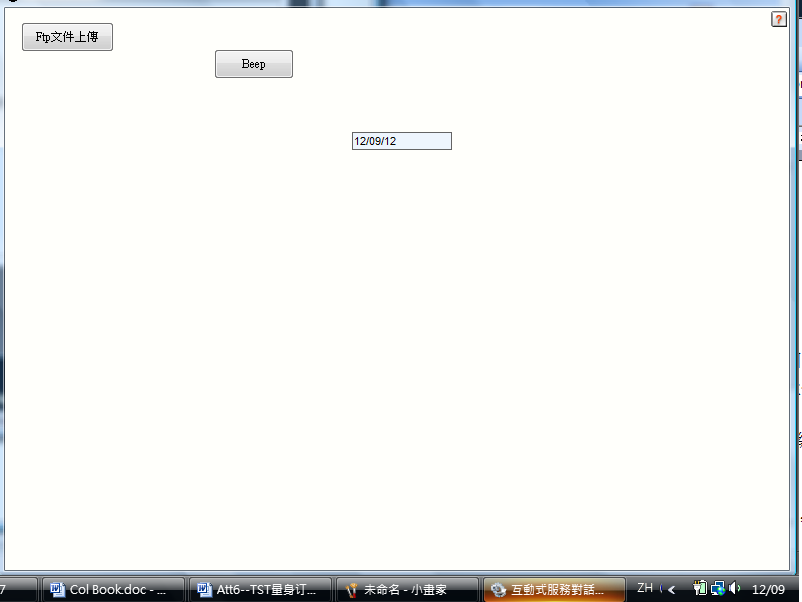 Ftp文件上傳
?
Beep
12/09/12
7
Col Book.doc - ...
Att6--TST量身订...
未命名 - 小畫家
互動式服務對話...
ZH
12/09